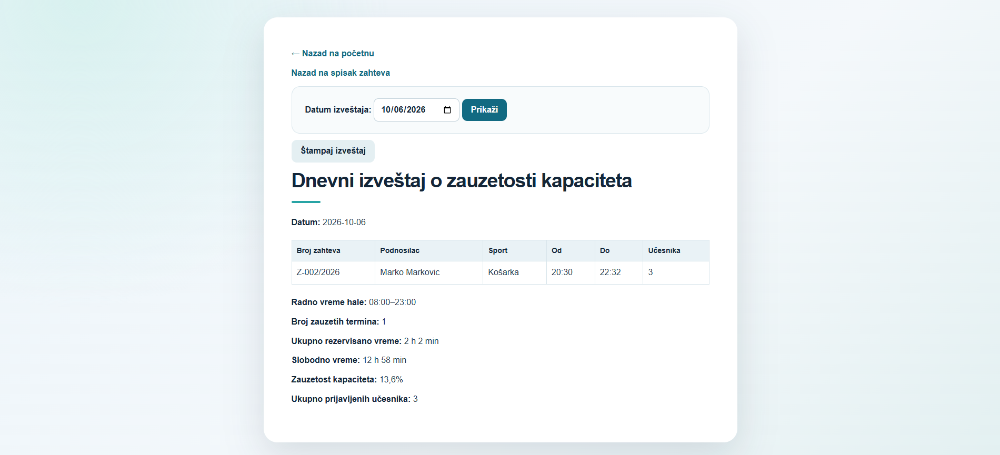 ← Nazad na početnu
Nazad na spisak zahteva
Datum izveštaja: 10/06/2026 Prikaži
Štampaj izveštaj
Dnevni izveštaj o zauzetosti kapaciteta
Datum: 2026-10-06
Broj zahteva Podnosilac Sport Od Do Učesnika
Z-002/2026 Marko Markovic Košarka 20:30 22:32 3
Radno vreme hale: 08:00–23:00
Broj zauzetih termina: 1
Ukupno rezervisano vreme: 2 h 2 min
Slobodno vreme: 12 h 58 min
Zauzetost kapaciteta: 13,6%
Ukupno prijavljenih učesnika: 3